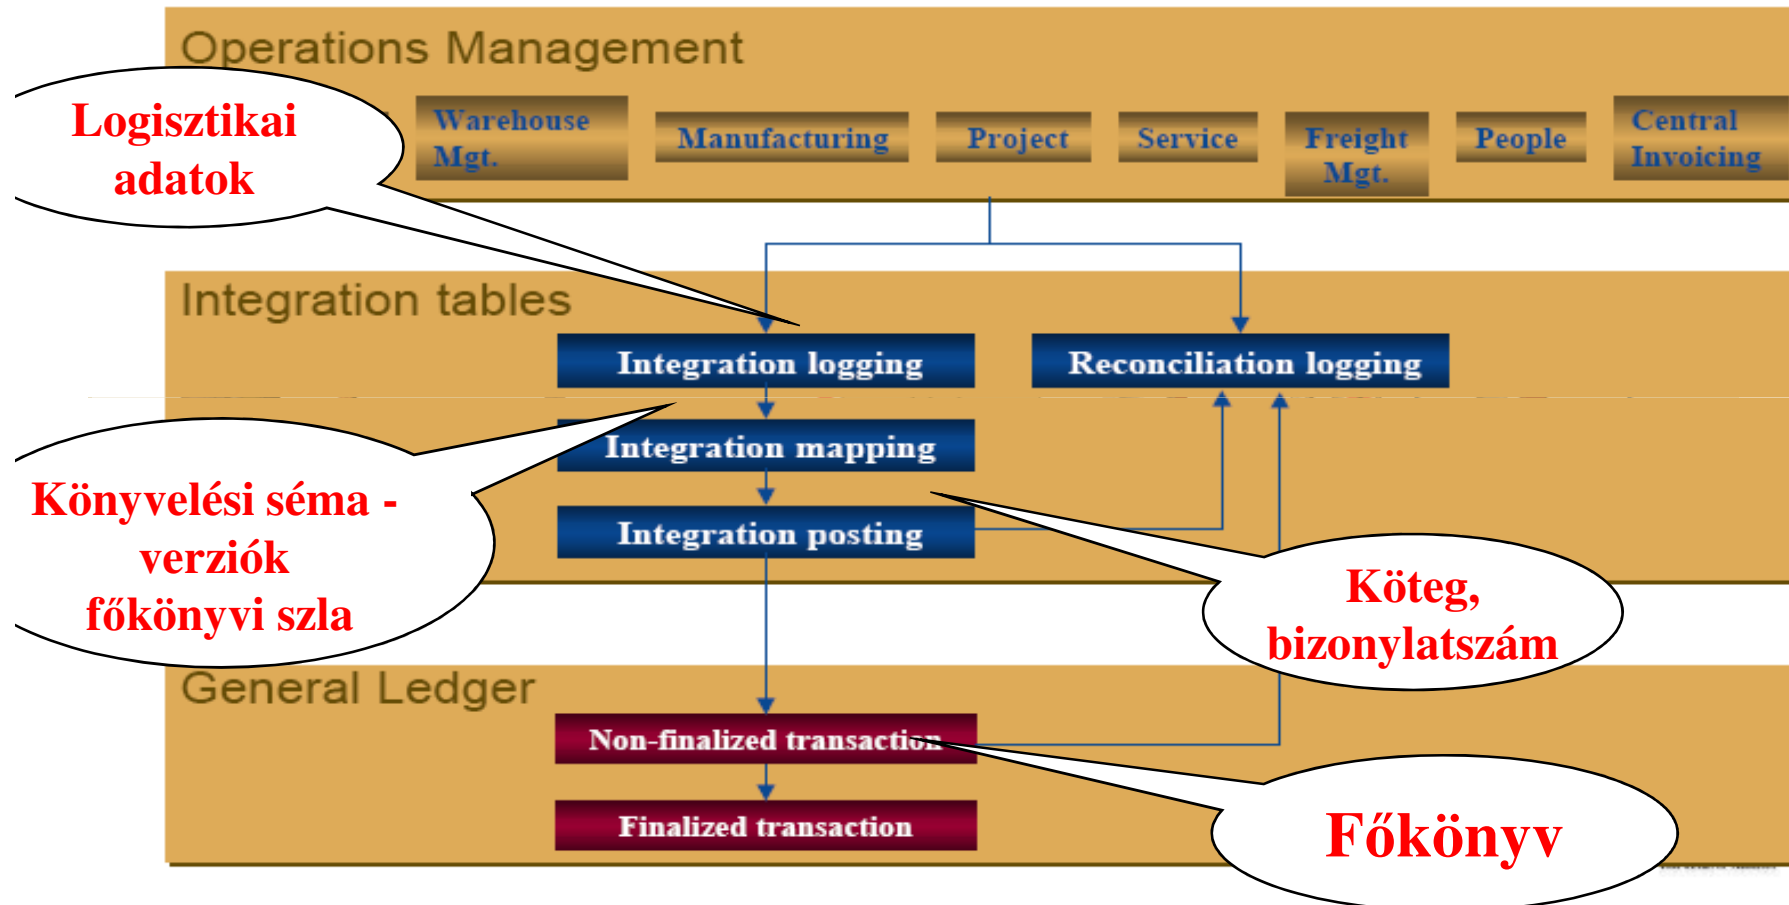 Operations Management
Logisztikai
adatok
Warehouse
Mgt.
Manufacturing
Project
Service
Freight
Mgt.
People
Central
Invoicing
Integration tables
Integration logging
Reconciliation logging
Integration mapping
Könyvelési séma -
verziók
főkönyvi szla
Integration posting
Köteg,
bizonylatszám
General Ledger
Non-finalized transaction
Finalized transaction
Főkönyv